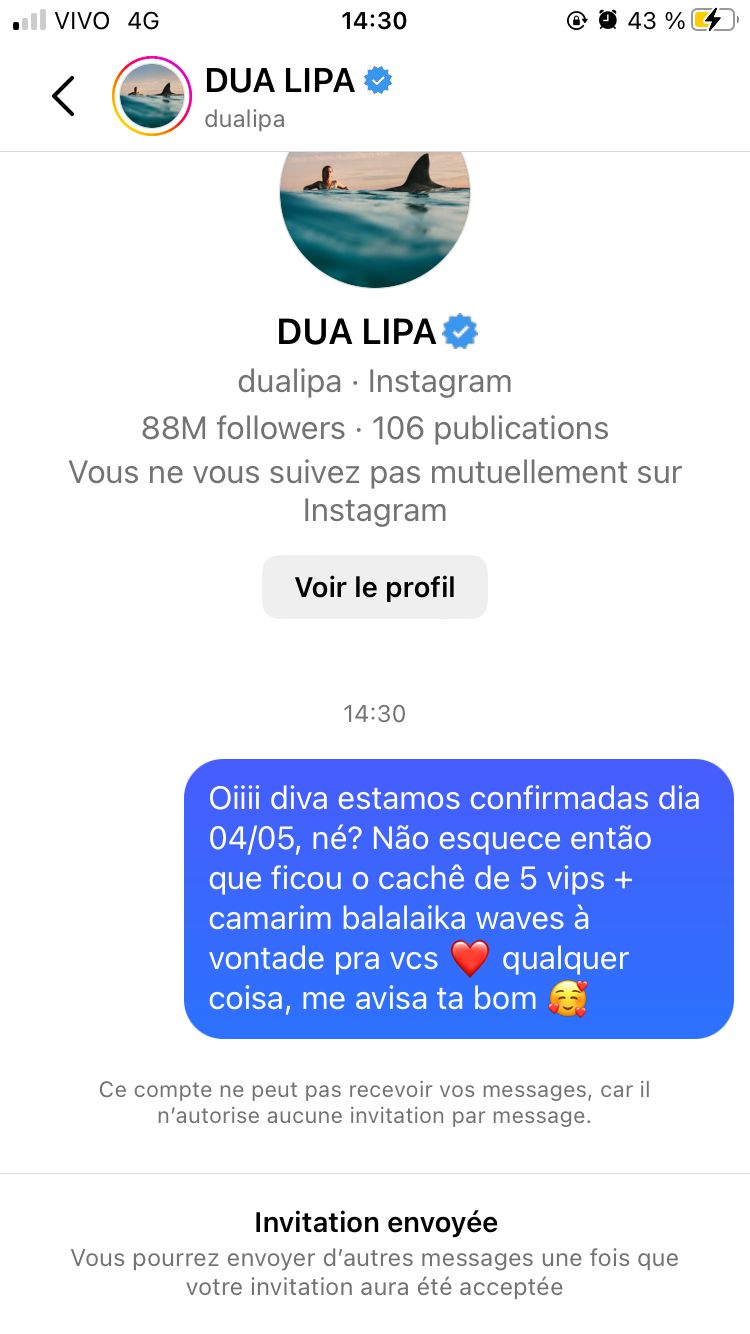 VIVO 4G 14:30 43 %
DUA LIPA
dualipa
DUA LIPA
dualipa · Instagram
88M followers · 106 publications
Vous ne vous suivez pas mutuellement sur
Instagram
Voir le profil
14:30
Oiiii diva estamos confirmadas dia
04/05, né? Não esquece então
que ficou o cachê de 5 vips +
camarim balalaika waves à
vontade pra vcs ❤️ qualquer
coisa, me avisa ta bom 🥰
Ce compte ne peut pas recevoir vos messages, car il
n’autorise aucune invitation par message.
Invitation envoyée
Vous pourrez envoyer d’autres messages une fois que
votre invitation aura été acceptée